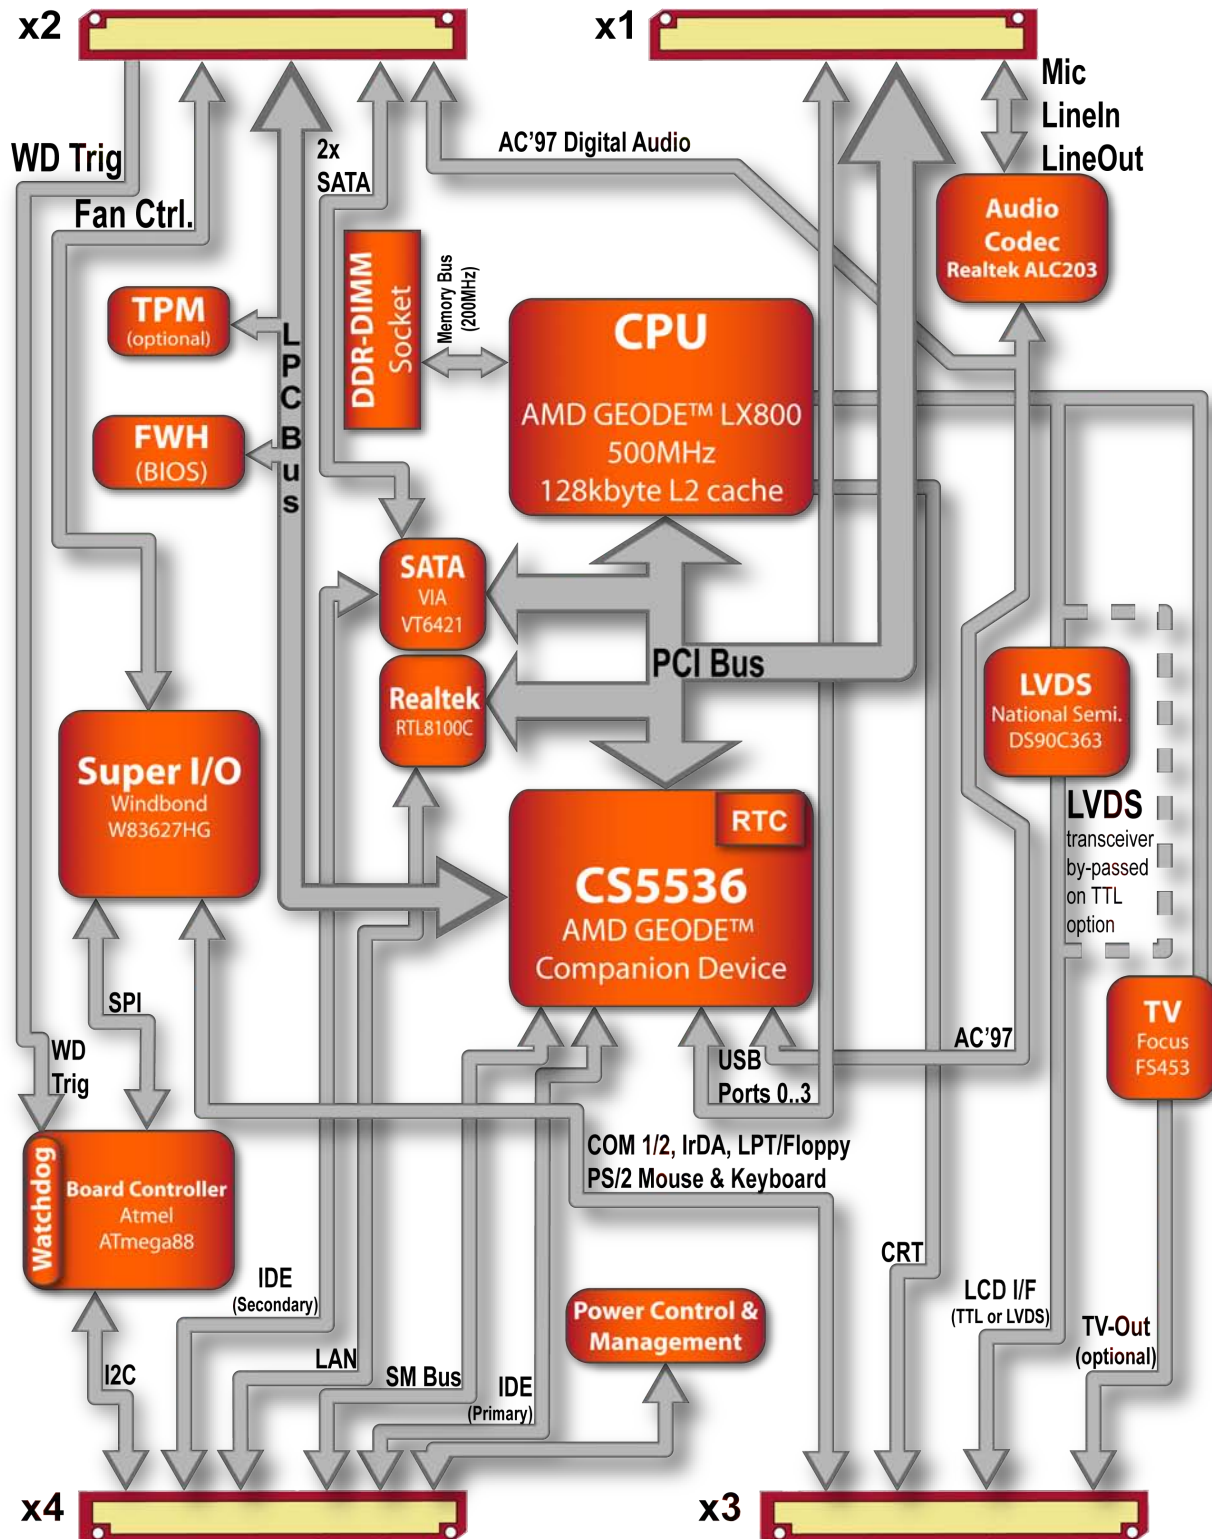 x2
x1
Mic
LineIn
LineOut
WD Trig
2x
SATA
AC'97 Digital Audio
Fan Ctrl.
Audio
Codec
Realtek ALC203
TPM
(optional)
DDR-DIMM
Socket
Memory Bus
(200MHz)
CPU
AMD GEODE™ LX800
500MHz
128kbyte L2 cache
LPC Bus
FWH
(BIOS)
SATA
VIA
VT6421
PCI Bus
Realtek
RTL8100C
LVDS
National Semi.
DS90C363
Super I/O
Windbond
W83627HG
RTC
CS5536
AMD GEODE™
Companion Device
LVDS
transceiver
by-passed
on TTL
option
SPI
TV
Focus
FS453
WD
Trig
USB
Ports 0..3
AC'97
COM 1/2, IrDA, LPT/Floppy
PS/2 Mouse & Keyboard
Watchdog
Board Controller
Atmel
ATmega88
IDE
(Secondary)
CRT
LCD I/F
(TTL or LVDS)
Power Control &
Management
TV-Out
(optional)
I2C
LAN
SM Bus
IDE
(Primary)
x4
x3